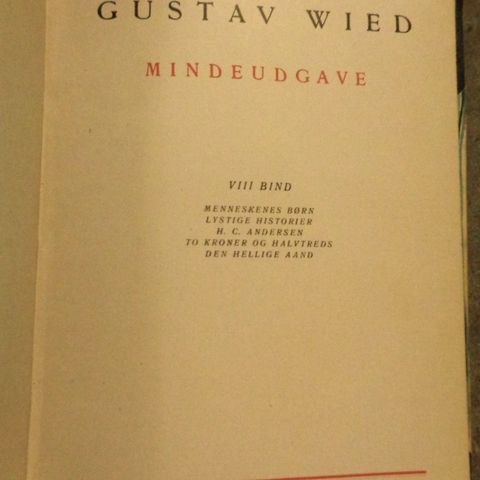 GUSTAV WIED
MINDEUDGAVE
VIII BIND
MENNESKENES BØRN
LYSTIGE HISTORIER
H. C. ANDERSEN
TO KRONER OG HALVTREDS
DEN HELLIGE AAND